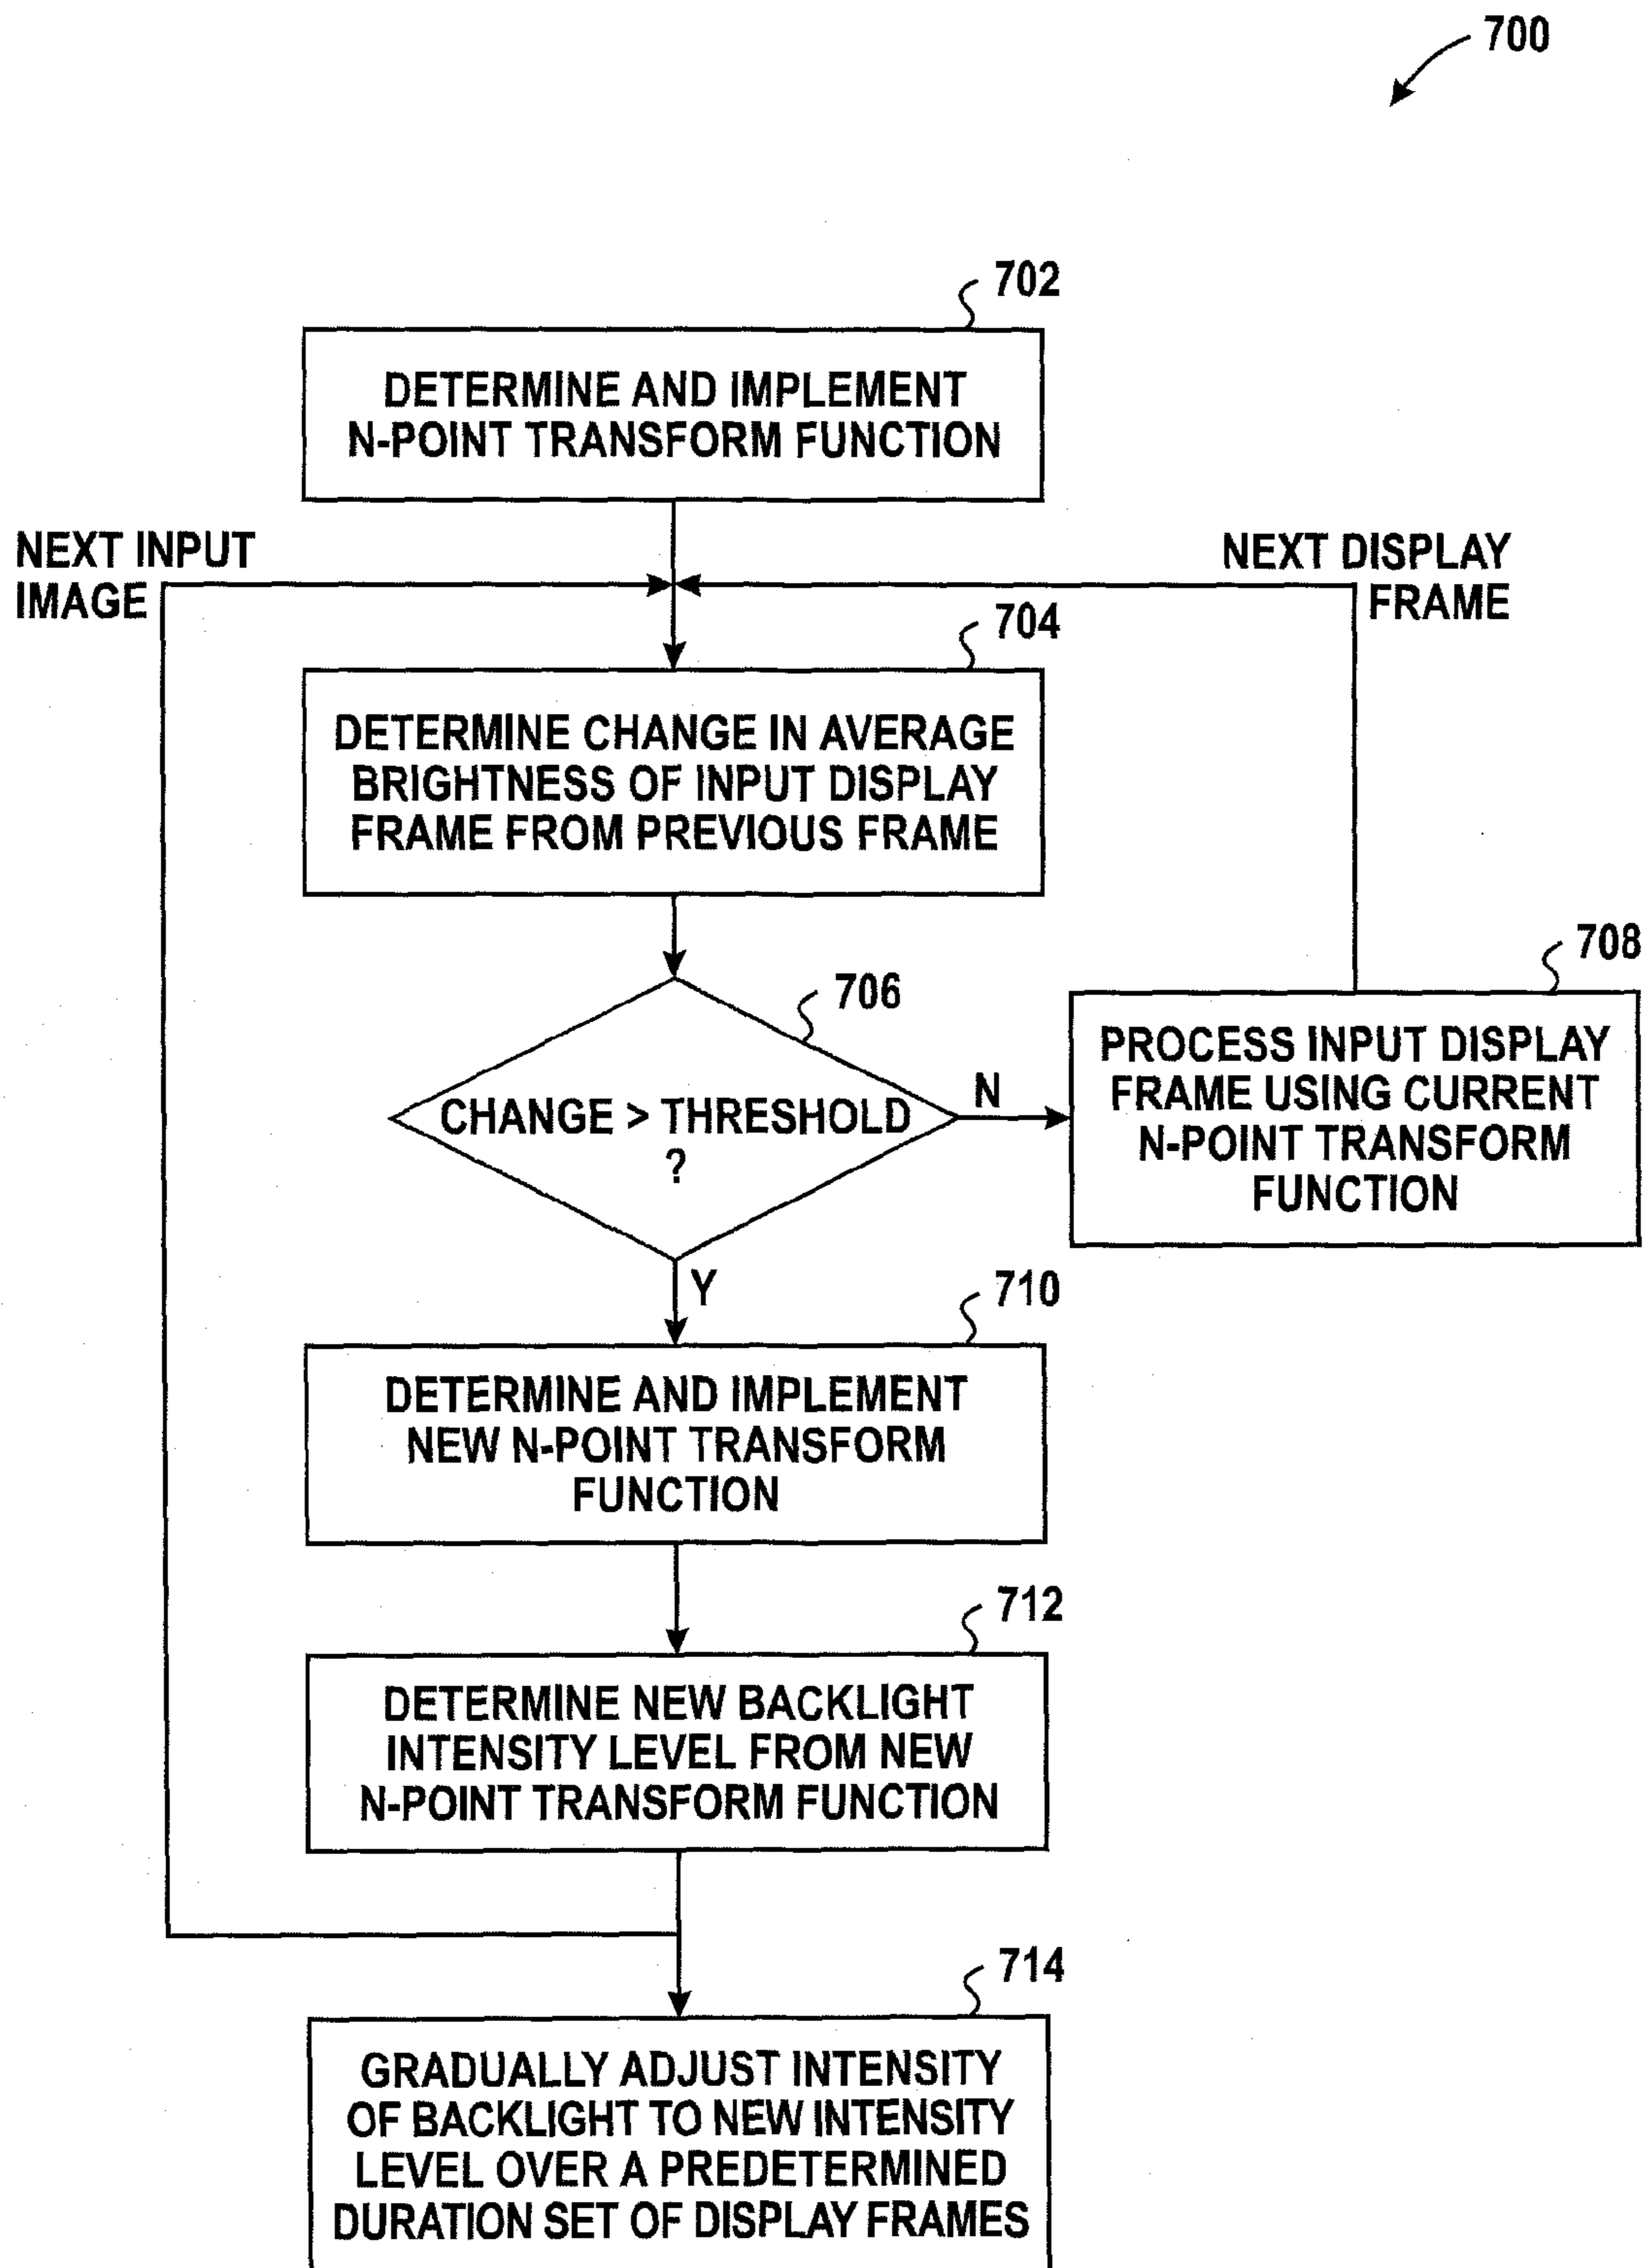 700
702
DETERMINE AND IMPLEMENT
N-POINT TRANSFORM FUNCTION
NEXT INPUT
IMAGE
NEXT DISPLAY
FRAME
704
DETERMINE CHANGE IN AVERAGE
BRIGHTNESS OF INPUT DISPLAY
FRAME FROM PREVIOUS FRAME
706
CHANGE > THRESHOLD
?
N
708
PROCESS INPUT DISPLAY
FRAME USING CURRENT
N-POINT TRANSFORM
FUNCTION
Y
710
DETERMINE AND IMPLEMENT
NEW N-POINT TRANSFORM
FUNCTION
712
DETERMINE NEW BACKLIGHT
INTENSITY LEVEL FROM NEW
N-POINT TRANSFORM FUNCTION
714
GRADUALLY ADJUST INTENSITY
OF BACKLIGHT TO NEW INTENSITY
LEVEL OVER A PREDETERMINED
DURATION SET OF DISPLAY FRAMES